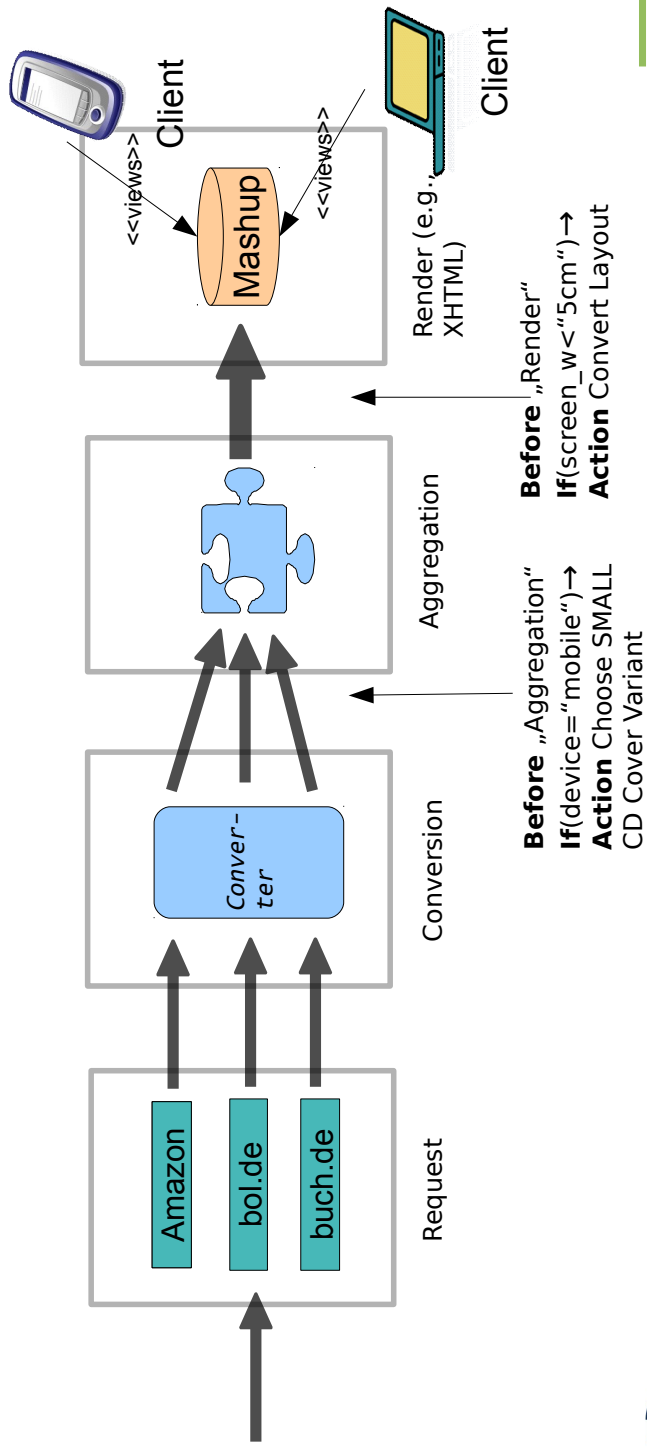 Amazon
bol.de
buch.de
Request
Conver-
ter
Conversion
Aggregation
Mashup
<<views>>
<<views>>
Client
Client
Render (e.g.,
XHTML)
Before „Aggregation“
If(device=“mobile“)→
Action Choose SMALL
CD Cover Variant
Before „Render“
If(screen_w<“5cm“)→
Action Convert Layout